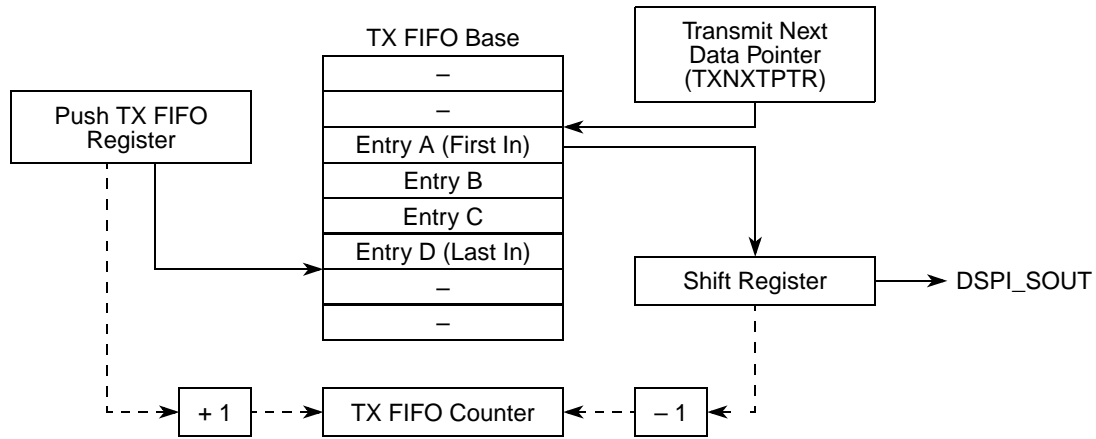 TX FIFO Base
Transmit Next
Data Pointer
(TXNXTPTR)
–
–
Push TX FIFO
Register
Entry A (First In)
Entry B
Entry C
Entry D (Last In)
–
–
Shift Register
DSPI_SOUT
+ 1
TX FIFO Counter
– 1